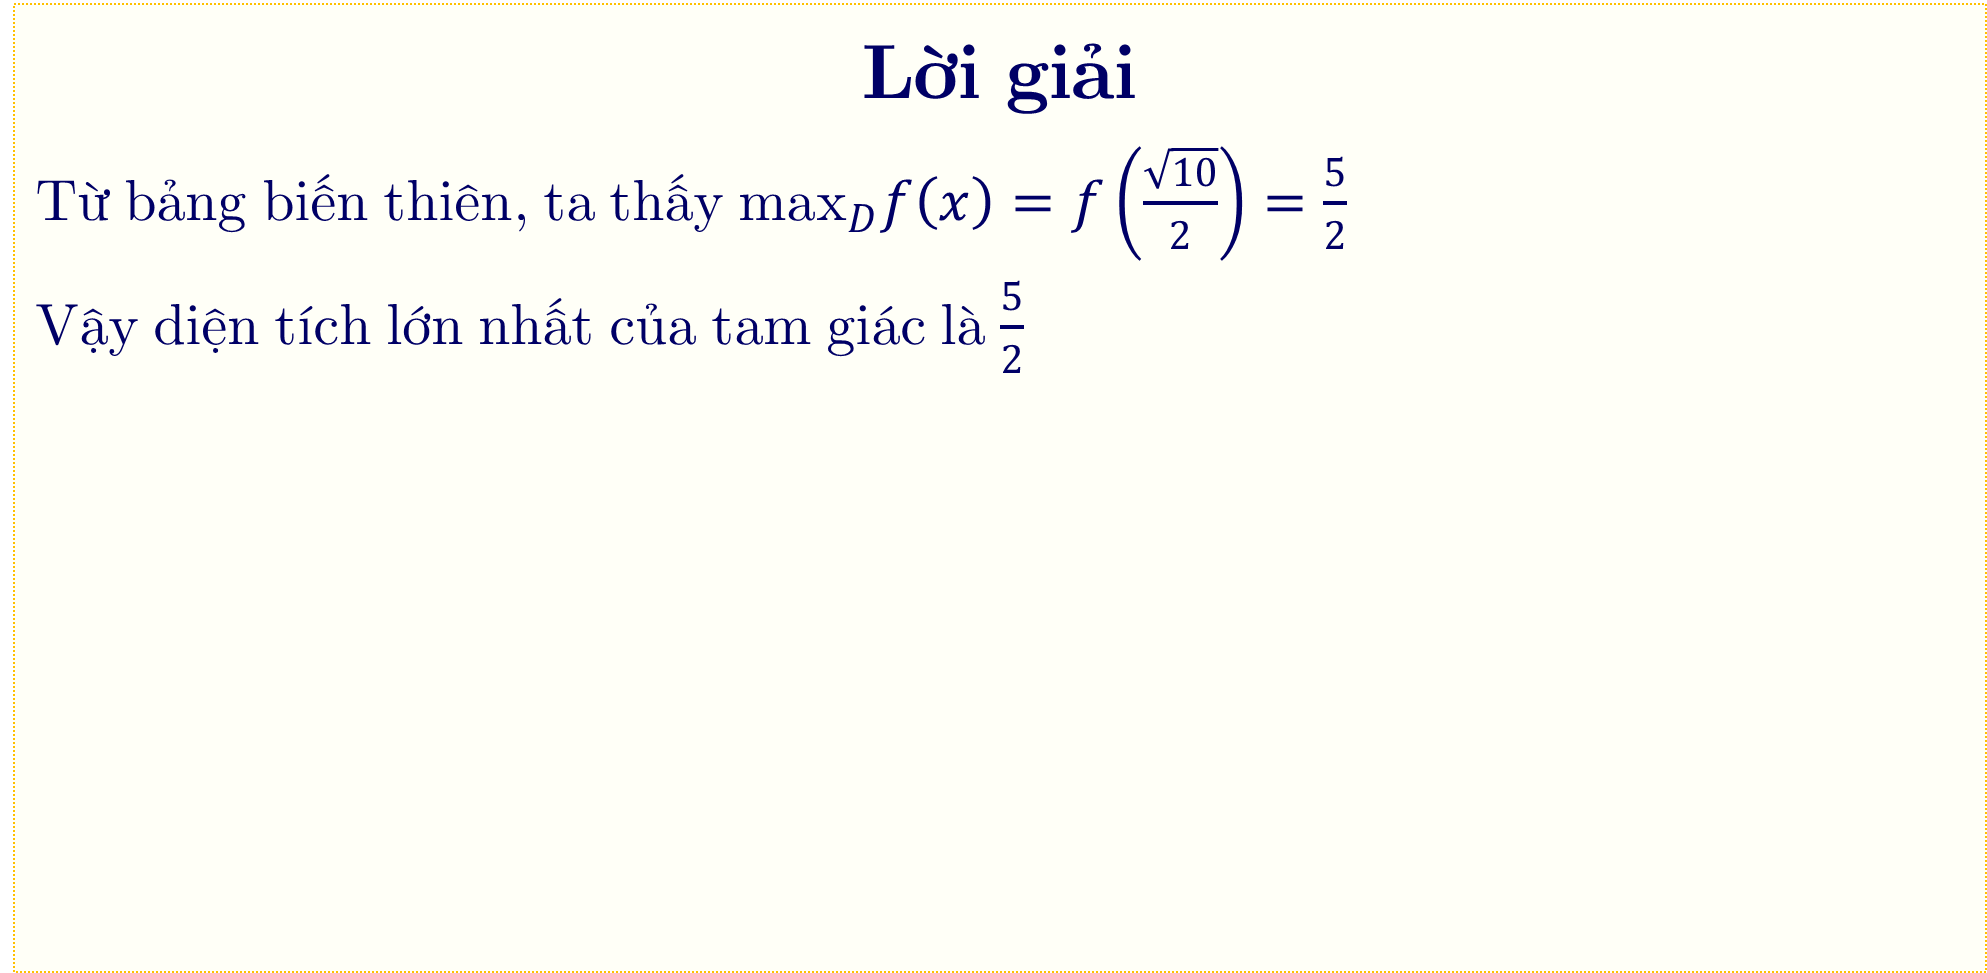 Lời giải
Từ bảng biến thiên, ta thấy max_D f(x) = f(√10/2) = 5/2
Vậy diện tích lớn nhất của tam giác là 5/2